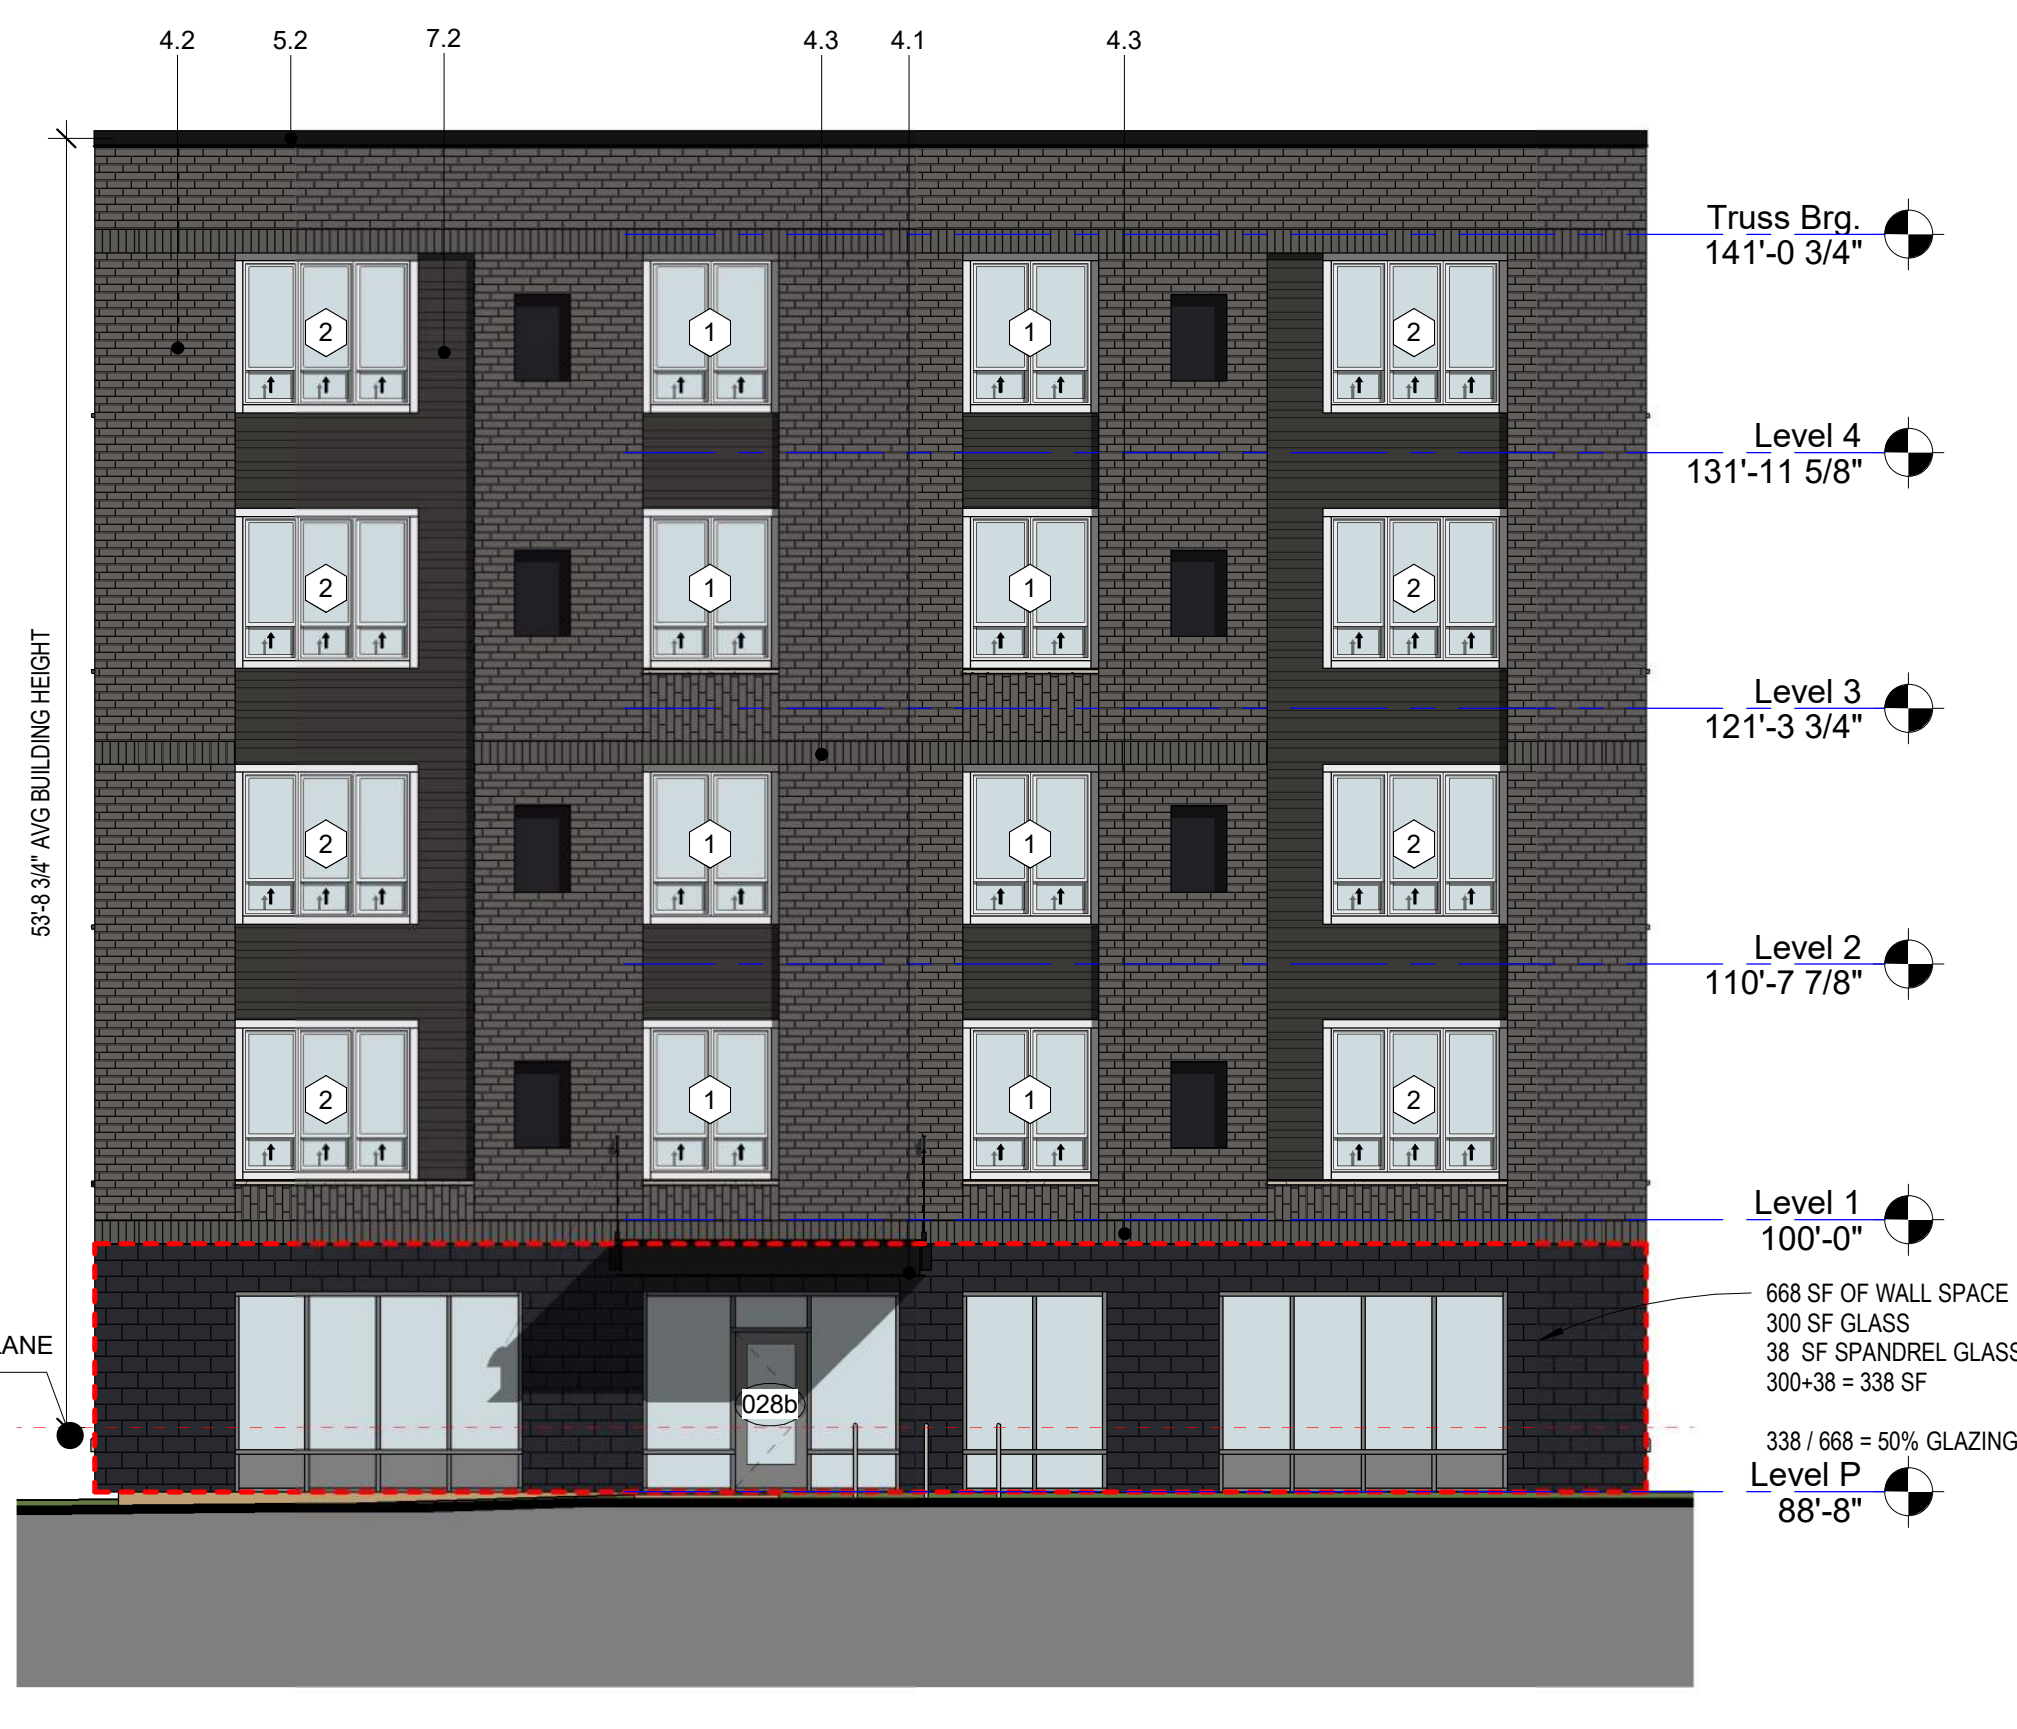 4.2 5.2 7.2 4.3 4.1 4.3
Truss Brg.
141'-0 3/4"
2 1 1 2
Level 4
131'-11 5/8"
2 1 1 2
Level 3
121'-3 3/4"
53'-8 3/4" AVG BUILDING HEIGHT
2 1 1 2
Level 2
110'-7 7/8"
2 1 1 2
Level 1
100'-0"
668 SF OF WALL SPACE
300 SF GLASS
38 SF SPANDREL GLASS
300+38 = 338 SF
LANE
028b
338 / 668 = 50% GLAZING
Level P
88'-8"